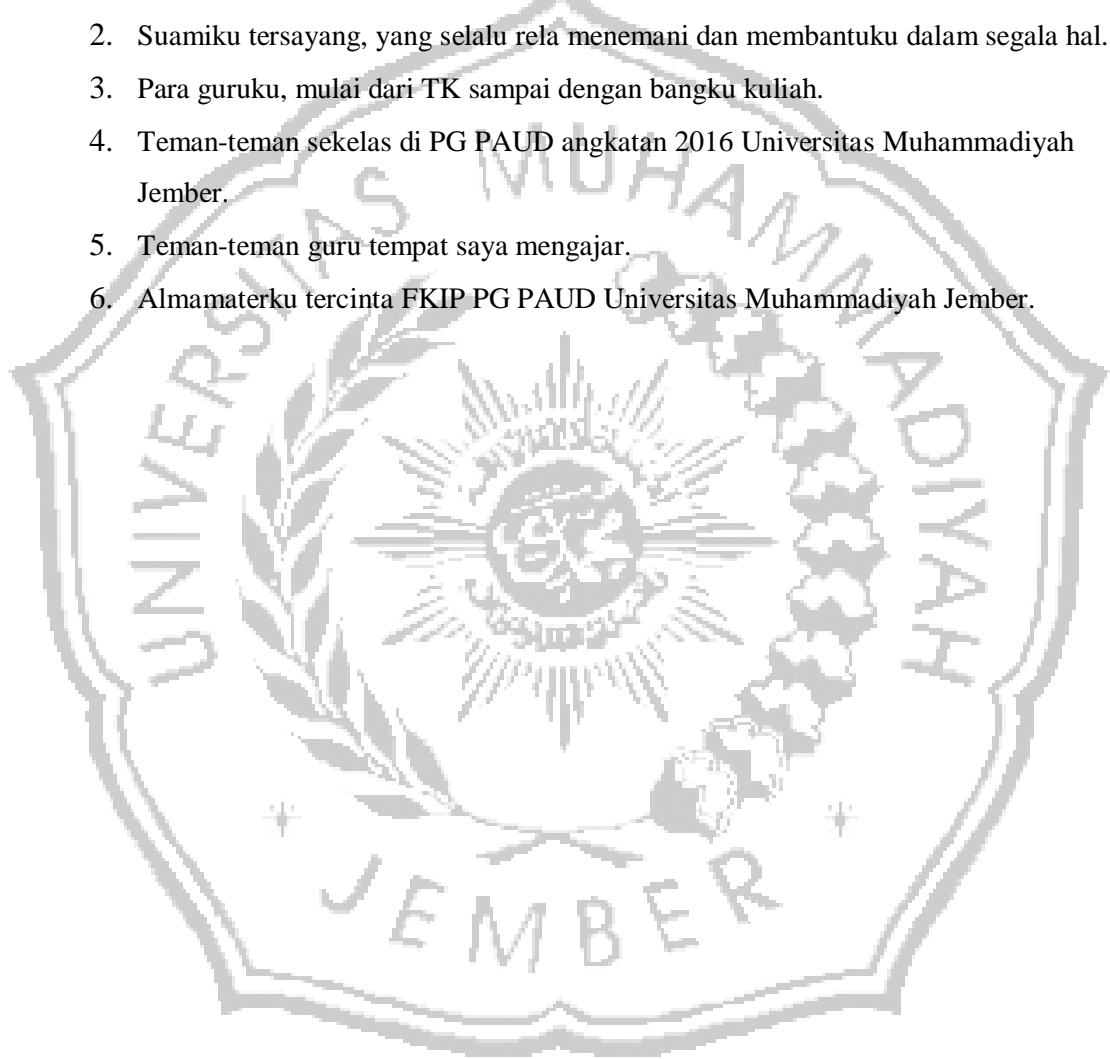 2. Suamiku tersayang, yang selalu rela menemani dan membantuku dalam segala hal.
3. Para guruku, mulai dari TK sampai dengan bangku kuliah.
4. Teman-teman sekelas di PG PAUD angkatan 2016 Universitas Muhammadiyah
Jember.
5. Teman-teman guru tempat saya mengajar.
6. Almamaterku tercinta FKIP PG PAUD Universitas Muhammadiyah Jember.
UNIVERSITAS MUHAMMADIYAH
JEMBER